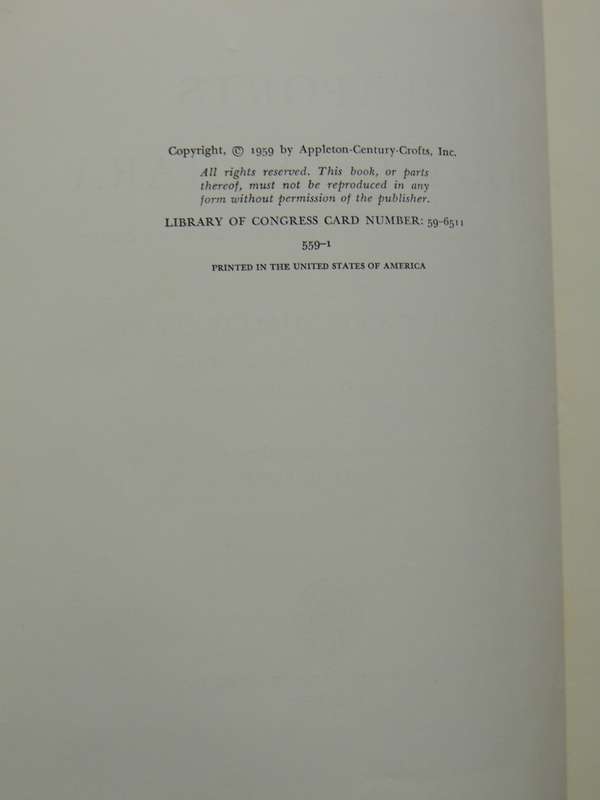 Copyright, © 1959 by Appleton-Century-Crofts, Inc.
All rights reserved. This book, or parts
thereof, must not be reproduced in any
form without permission of the publisher.
LIBRARY OF CONGRESS CARD NUMBER: 59-6511
559-1
PRINTED IN THE UNITED STATES OF AMERICA